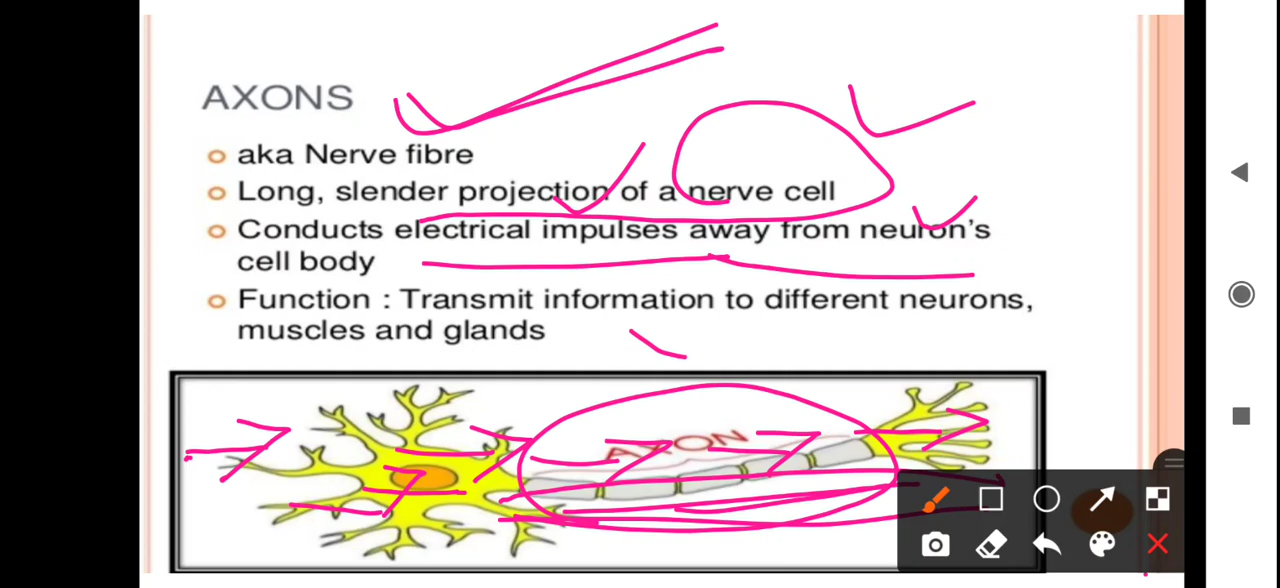 AXONS
aka Nerve fibre
Long, slender projection of a nerve cell
Conducts electrical impulses away from neuron's
cell body
Function : Transmit information to different neurons,
muscles and glands
AXON